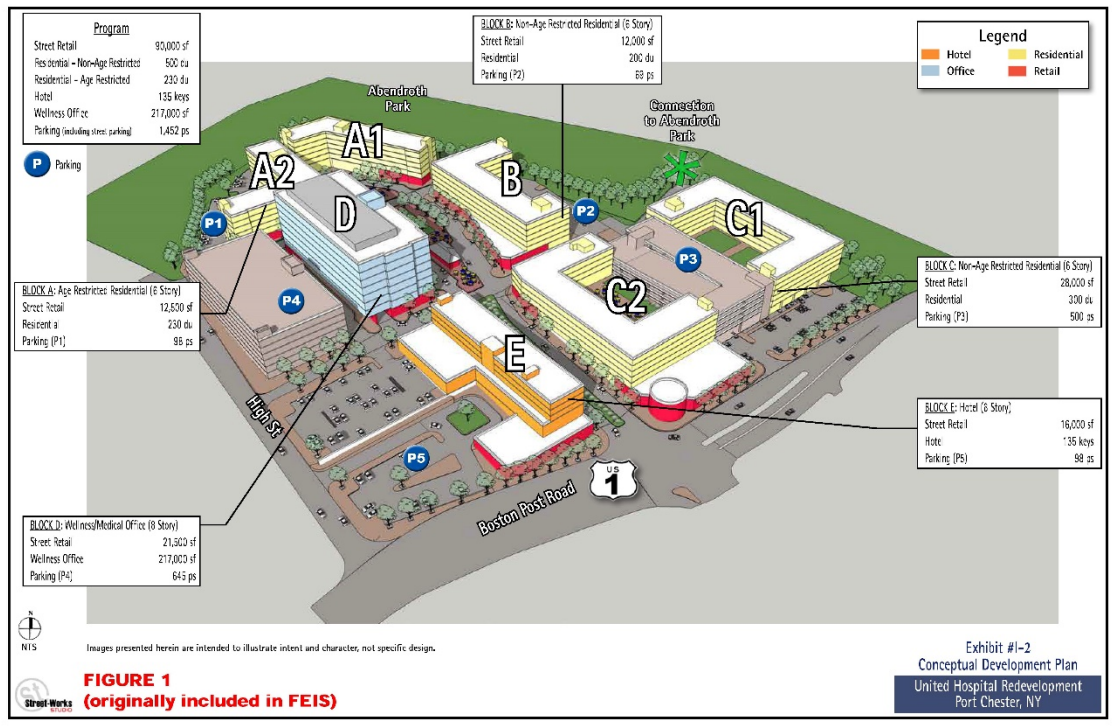 Program
Street Retail 90,000 sf
Residential - Non-Age Restricted 500 du
Residential - Age Restricted 230 du
Hotel 135 keys
Wellness Office 217,000 sf
Parking (including street parking) 1,452 ps
P Parking
BLOCK B: Non-Age Restricted Residential (6 Story)
Street Retail 12,000 sf
Residential 200 du
Parking (P2) 68 ps
Legend
Hotel Residential
Office Retail
Abendroth
Park
Connection
to Abendroth
Park
A1
A2
B
C1
D
P1
P2
P3
P4
C2
E
P5
BLOCK A: Age Restricted Residential (6 Story)
Street Retail 12,500 sf
Residential 230 du
Parking (P1) 98 ps
BLOCK C: Non-Age Restricted Residential (6 Story)
Street Retail 28,000 sf
Residential 300 du
Parking (P3) 500 ps
BLOCK E: Hotel (8 Story)
Street Retail 16,000 sf
Hotel 135 keys
Parking (P5) 98 ps
High St
US
1
Boston Post Road
BLOCK D: Wellness/Medical Office (8 Story)
Street Retail 21,500 sf
Wellness Office 217,000 sf
Parking (P4) 645 ps
N
NTS
Images presented herein are intended to illustrate intent and character, not specific design.
Exhibit #I-2
Conceptual Development Plan
United Hospital Redevelopment
Port Chester, NY
st
Street-Works
STUDIO
FIGURE 1
(originally included in FEIS)